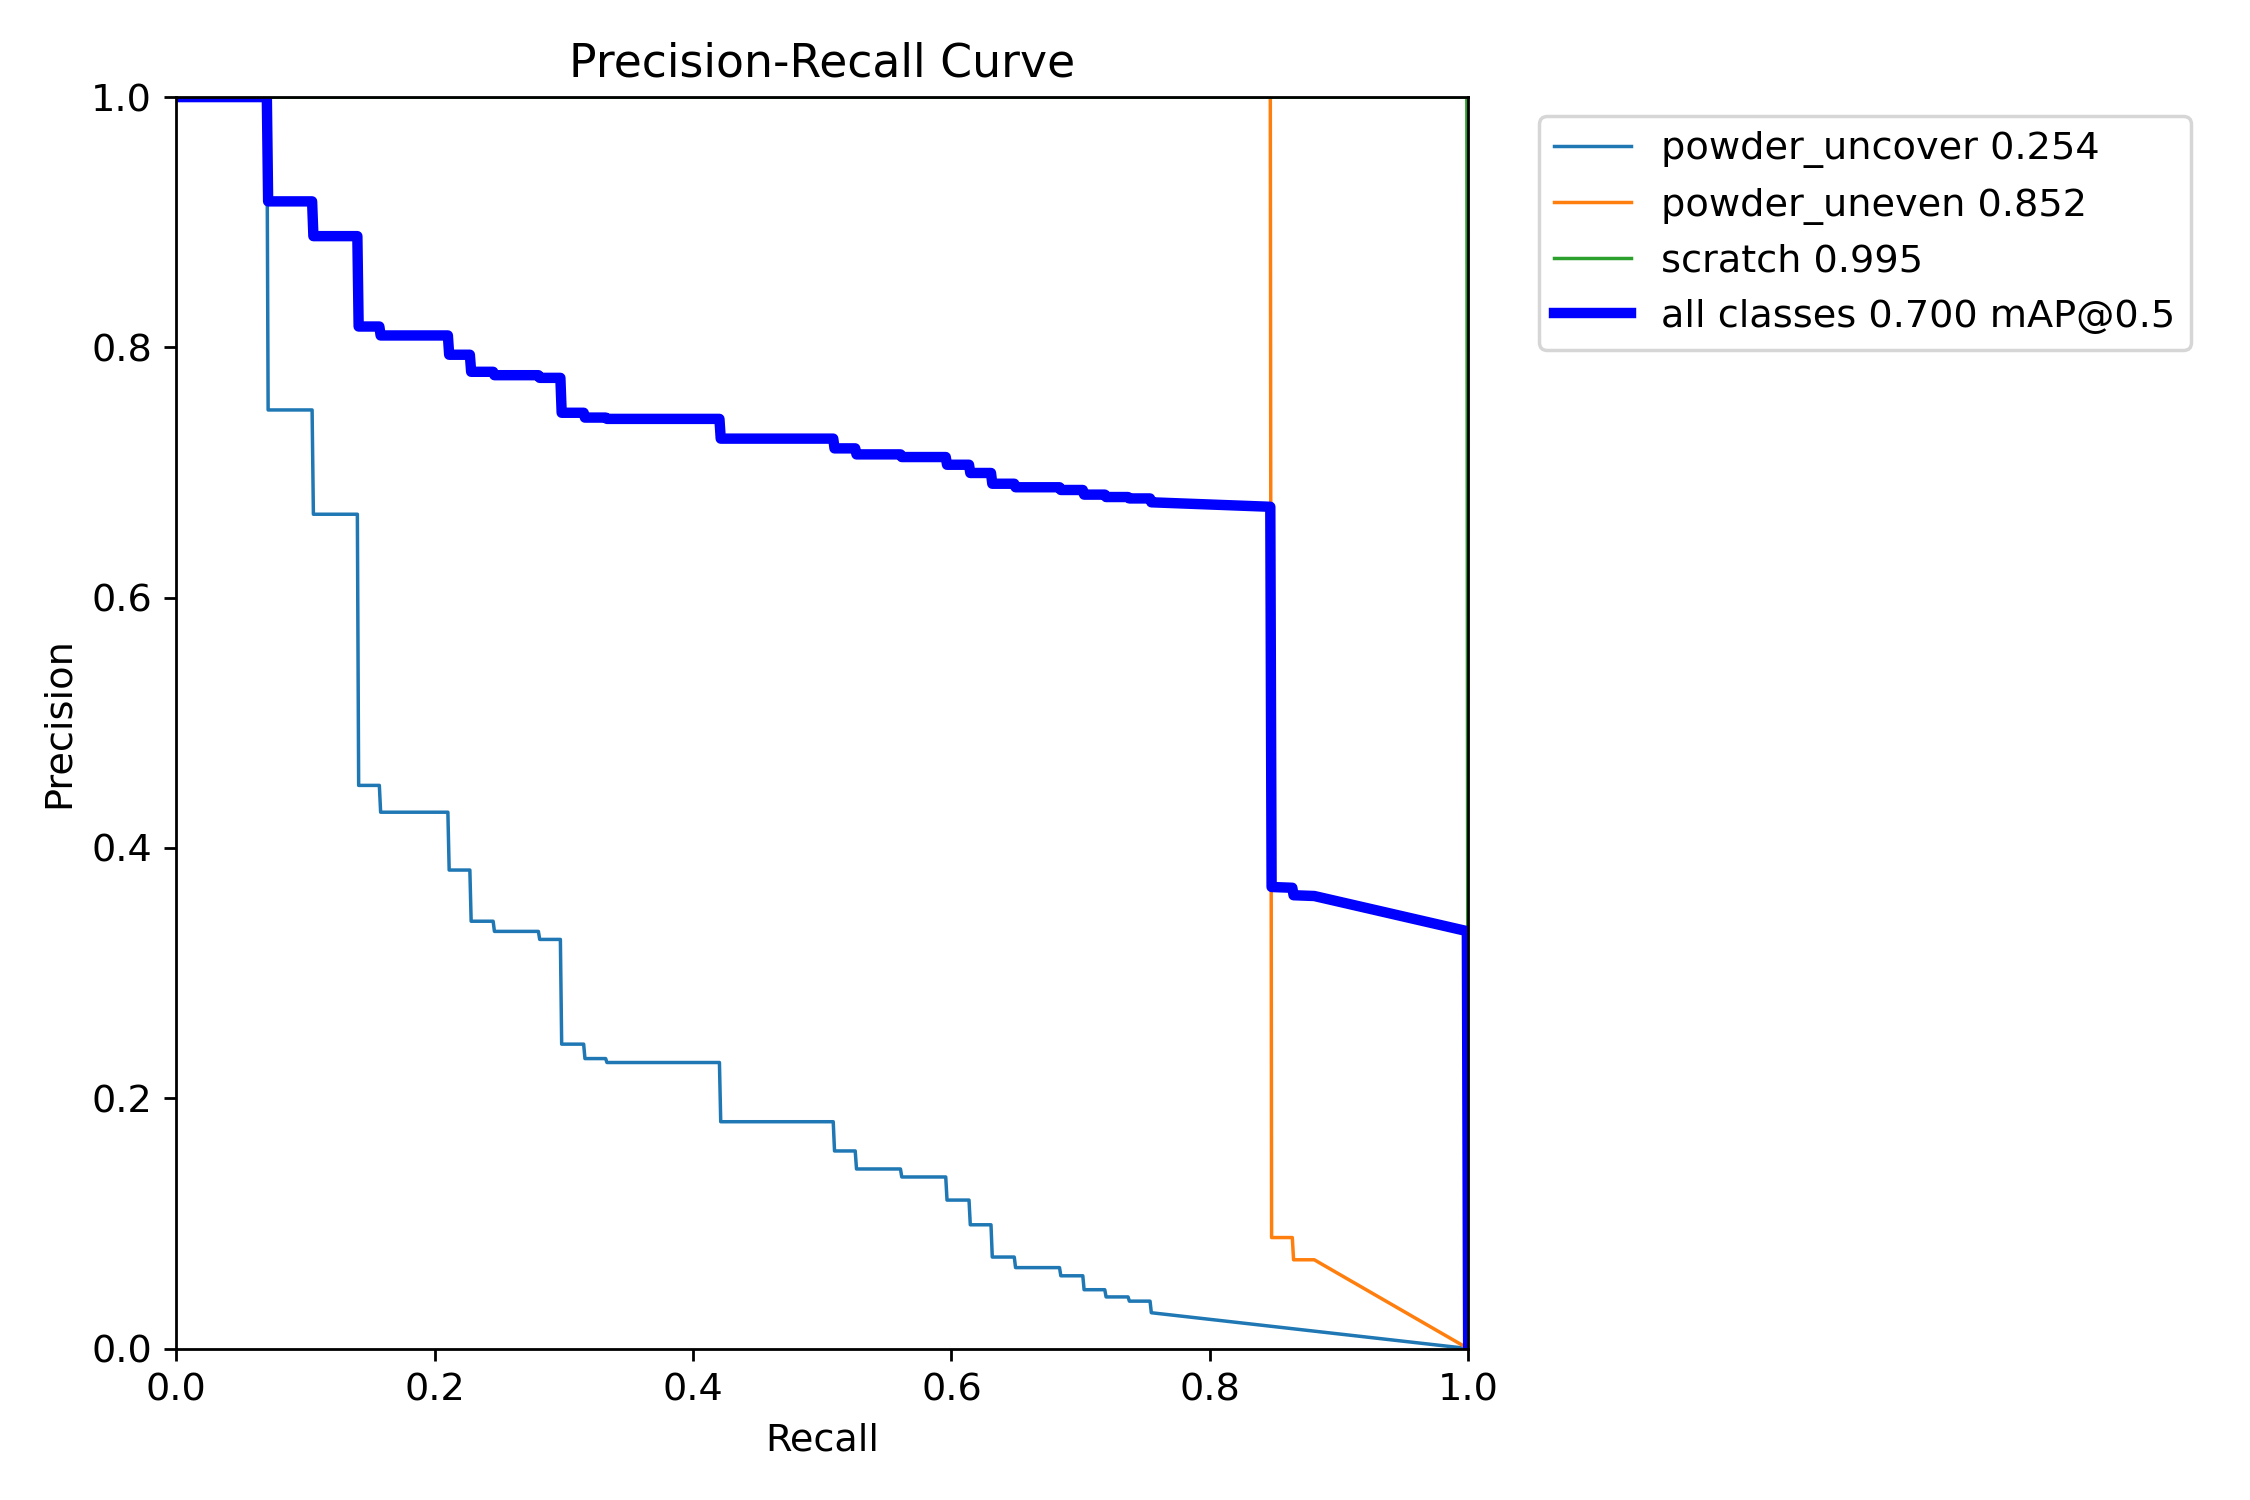 Precision-Recall Curve
1.0
0.8
0.6
0.4
0.2
0.0
Precision
0.0 0.2 0.4 0.6 0.8 1.0
Recall
powder_uncover 0.254
powder_uneven 0.852
scratch 0.995
all classes 0.700 mAP@0.5